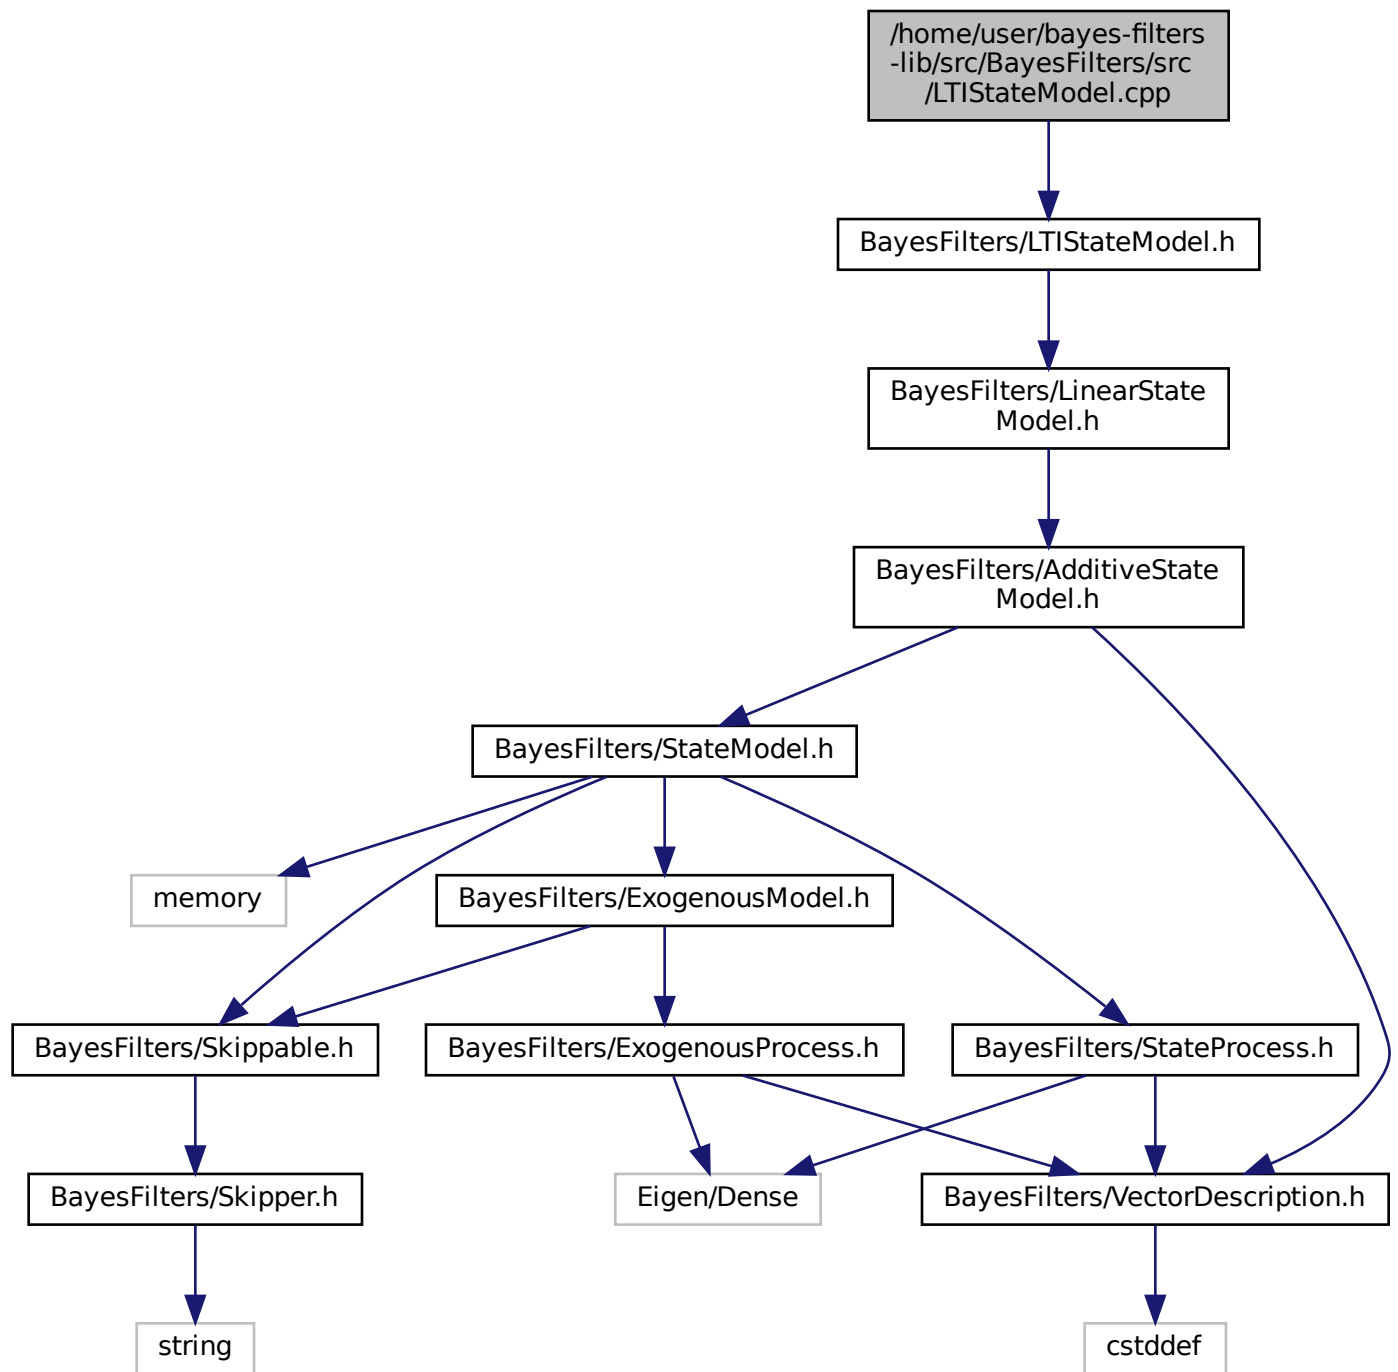 /home/user/bayes-filters
-lib/src/BayesFilters/src
/LTIStateModel.cpp
BayesFilters/LTIStateModel.h
BayesFilters/LinearState
Model.h
BayesFilters/AdditiveState
Model.h
BayesFilters/StateModel.h
memory
BayesFilters/ExogenousModel.h
BayesFilters/Skippable.h
BayesFilters/ExogenousProcess.h
BayesFilters/StateProcess.h
BayesFilters/Skipper.h
Eigen/Dense
BayesFilters/VectorDescription.h
string
cstddef